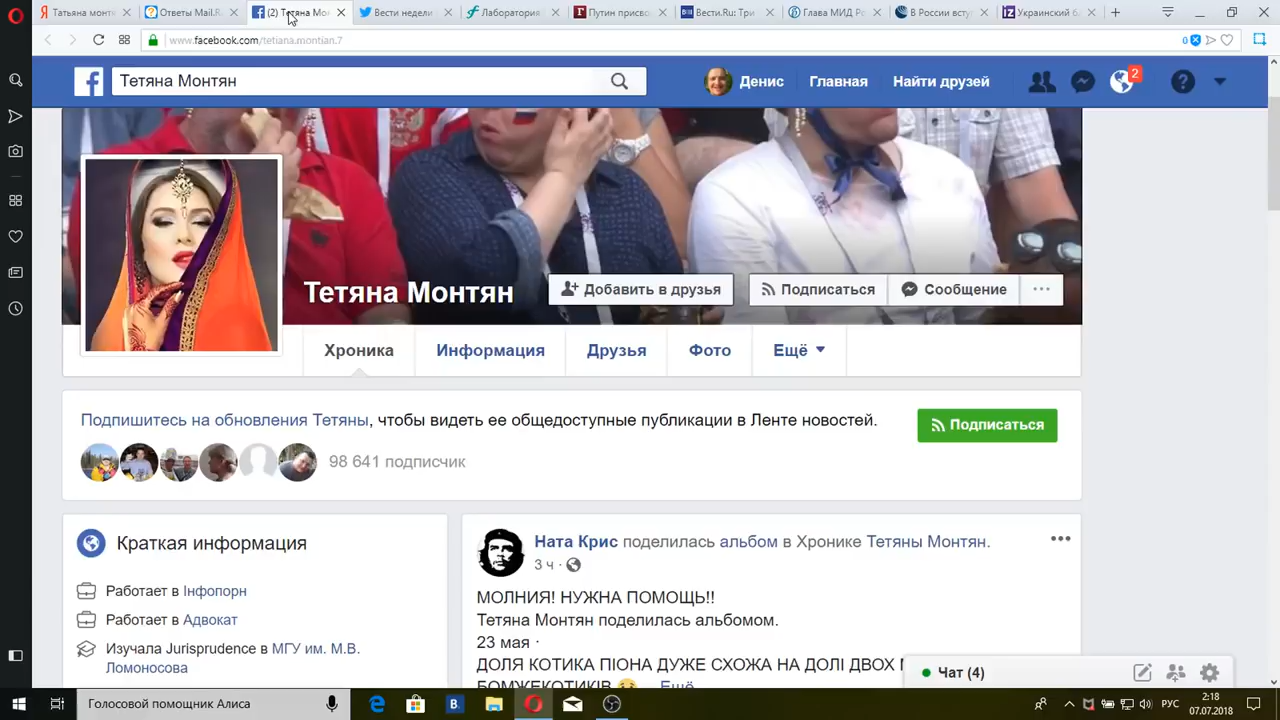 Татьяна монт
Ответы Mail.R
(2) Тетяна Мо
Вести недели
Лаборатория
Путин присво
Вести.Ru: Тр
Глава МИД Р
В России всту
Украинский б
www.facebook.com/tetiana.montian.7
0
Тетяна Монтян
Денис
Главная
Найти друзей
2
Тетяна Монтян
Добавить в друзья
Подписаться
Сообщение
Хроника
Информация
Друзья
Фото
Ещё
Подпишитесь на обновления Тетяны, чтобы видеть ее общедоступные публикации в Ленте новостей.
Подписаться
98 641 подписчик
Краткая информация
Работает в Інфопорн
Работает в Адвокат
Изучала Jurisprudence в МГУ им. М.В.
Ломоносова
Ната Крис поделилась альбом в Хронике Тетяны Монтян.
3 ч ·
МОЛНИЯ! НУЖНА ПОМОЩЬ!!
Тетяна Монтян поделилась альбомом.
23 мая ·
ДОЛЯ КОТИКА ПІОНА ДУЖЕ СХОЖА НА ДОЛІ ДВОХ
БОМЖЕКОТИКІВ Ещё
Чат (4)
Голосовой помощник Алиса
РУС
2:18
07.07.2018